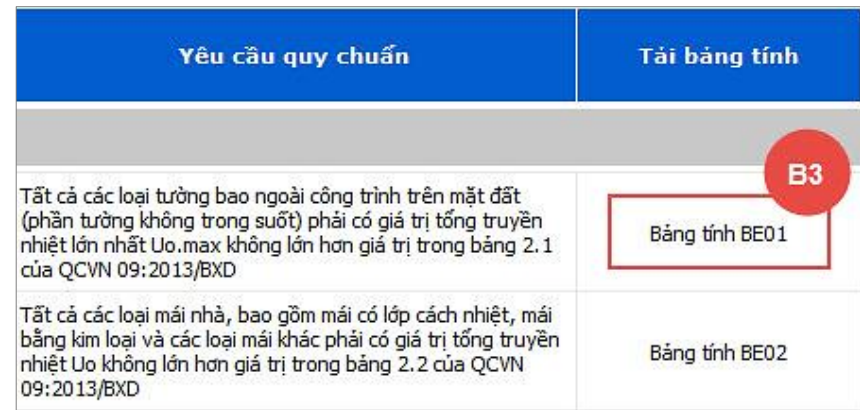 Yêu cầu quy chuẩn
Tải bảng tính
B3
Tất cả các loại tường bao ngoài công trình trên mặt đất
(phần tường không trong suốt) phải có giá trị tổng truyền
nhiệt lớn nhất Uo.max không lớn hơn giá trị trong bảng 2.1
của QCVN 09:2013/BXD
Bảng tính BE01
Tất cả các loại mái nhà, bao gồm mái có lớp cách nhiệt, mái
bằng kim loại và các loại mái khác phải có giá trị tổng truyền
nhiệt Uo không lớn hơn giá trị trong bảng 2.2 của QCVN
09:2013/BXD
Bảng tính BE02